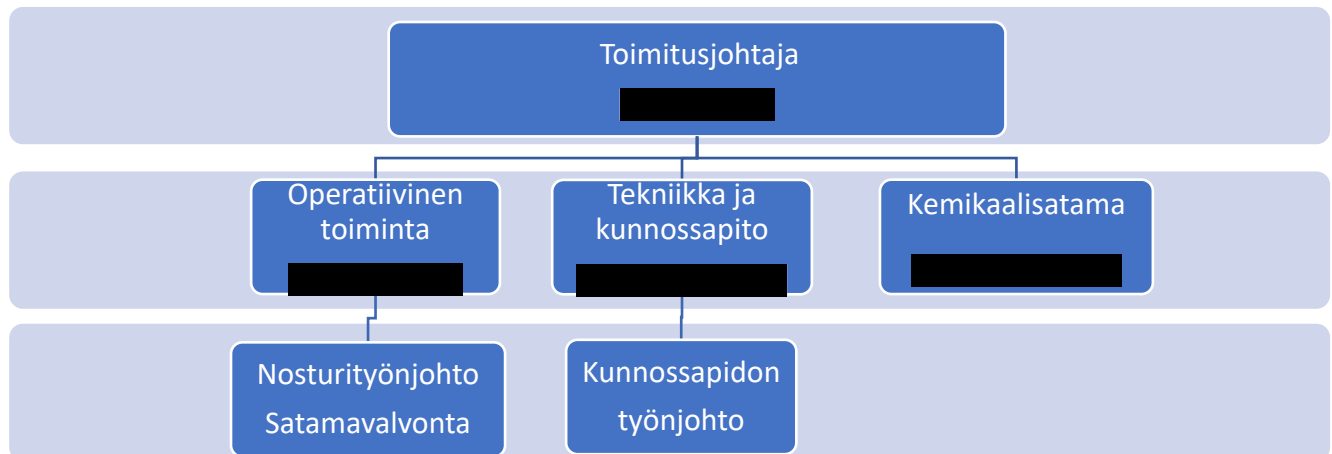 Toimitusjohtaja
Operatiivinen
toiminta
Tekniikka ja
kunnossapito
Kemikaalisatama
Nosturityönjohto
Satamavalvonta
Kunnossapidon
työnjohto